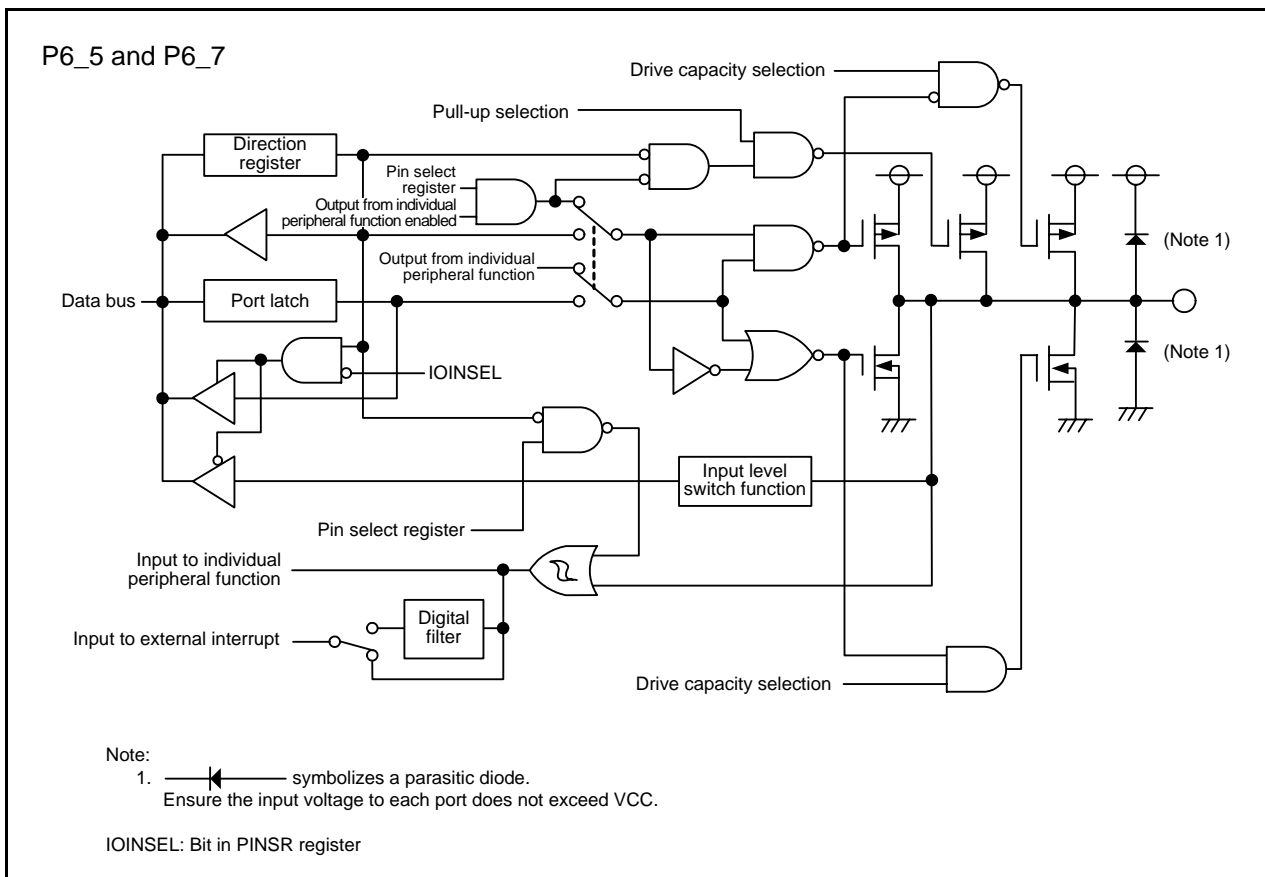 P6_5 and P6_7
Drive capacity selection
Pull-up selection
Direction
register
Pin select
register
Output from individual
peripheral function enabled
Output from individual
peripheral function
(Note 1)
Data bus
Port latch
(Note 1)
IOINSEL
Input level
switch function
Pin select register
Input to individual
peripheral function
Digital
filter
Input to external interrupt
Drive capacity selection
Note:
1. symbolizes a parasitic diode.
Ensure the input voltage to each port does not exceed VCC.
IOINSEL: Bit in PINSR register